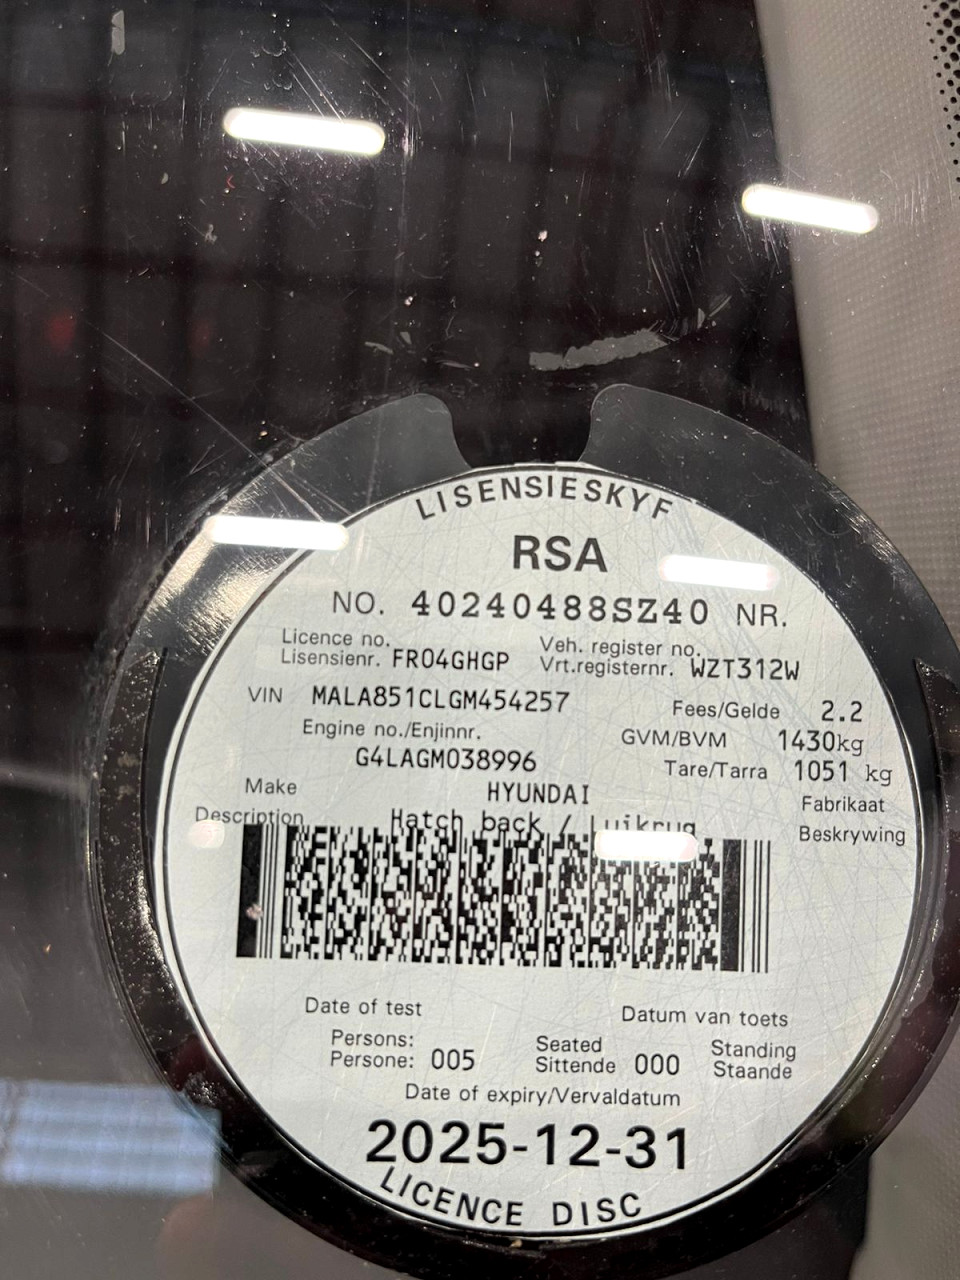 LISENSIESKYF
RSA
NO. 40240488SZ40 NR.
Licence no. Veh. register no.
Lisensienr. FR04GHGP Vrt.registernr. WZT312W
VIN MALA851CLGM454257 Fees/Gelde 2.2
Engine no./Enjinnr. GVM/BVM 1430kg
G4LAGM038996 Tare/Tarra 1051 kg
Make HYUNDAI Fabrikaat
Description Hatch back / Luikrug Beskrywing
Date of test Datum van toets
Persons: Seated Standing
Persone: 005 Sittende 000 Staande
Date of expiry/Vervaldatum
2025-12-31
LICENCE DISC